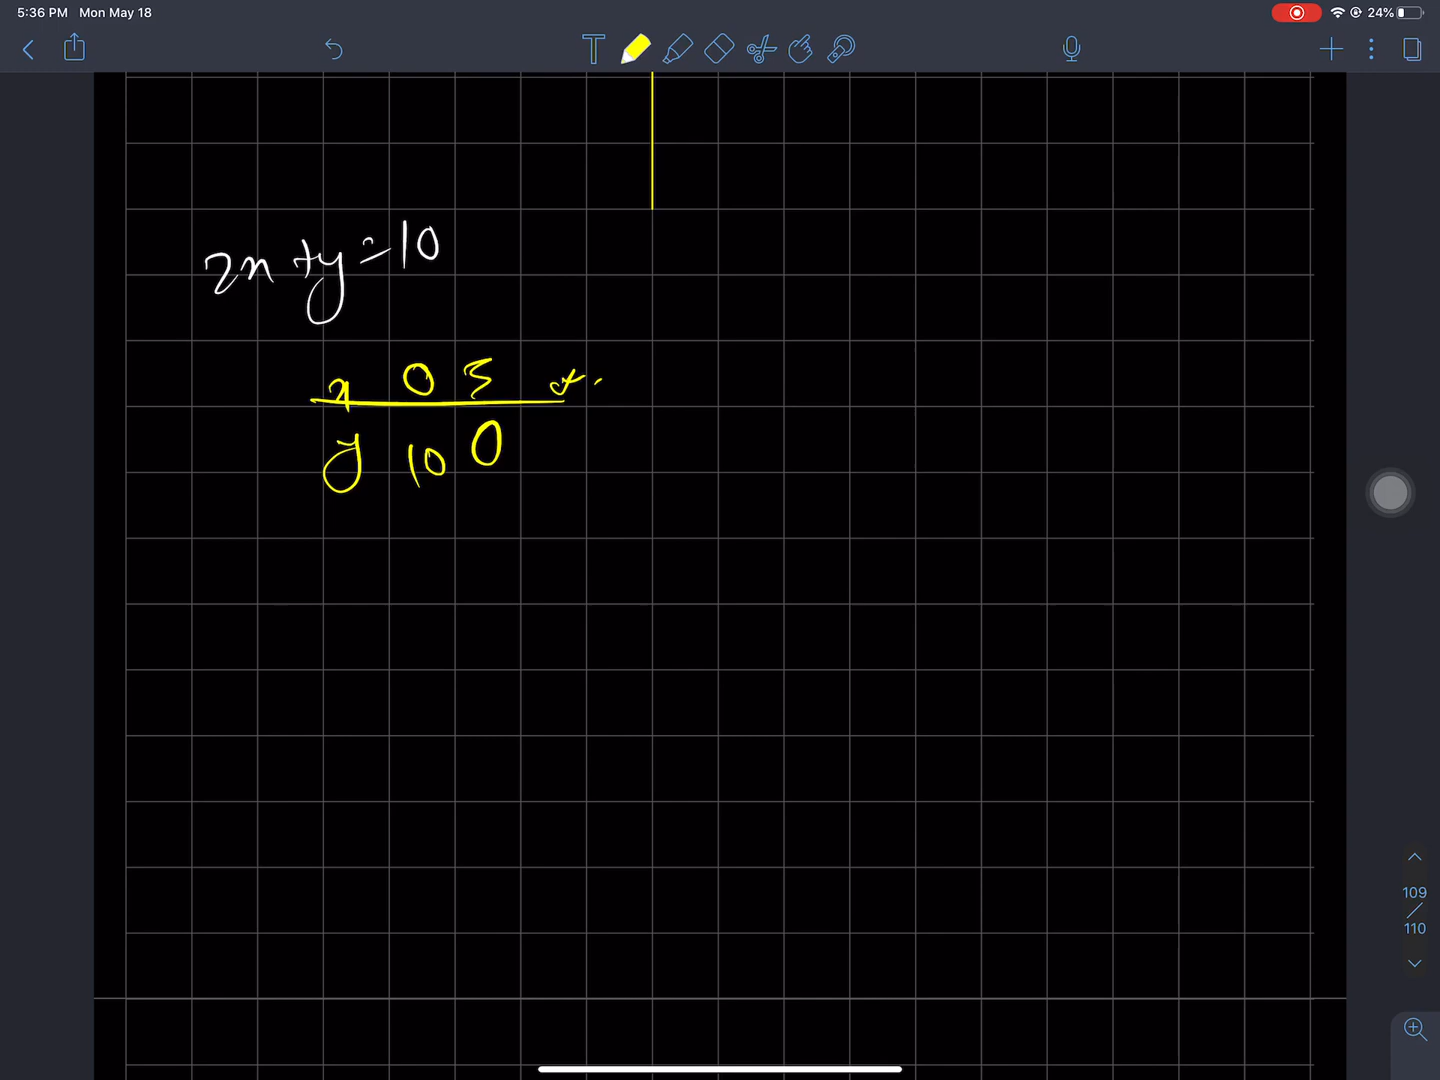 5:36 PM Mon May 18
24%
T
2x + y = 10
x 0 5
y 10 0
109
110